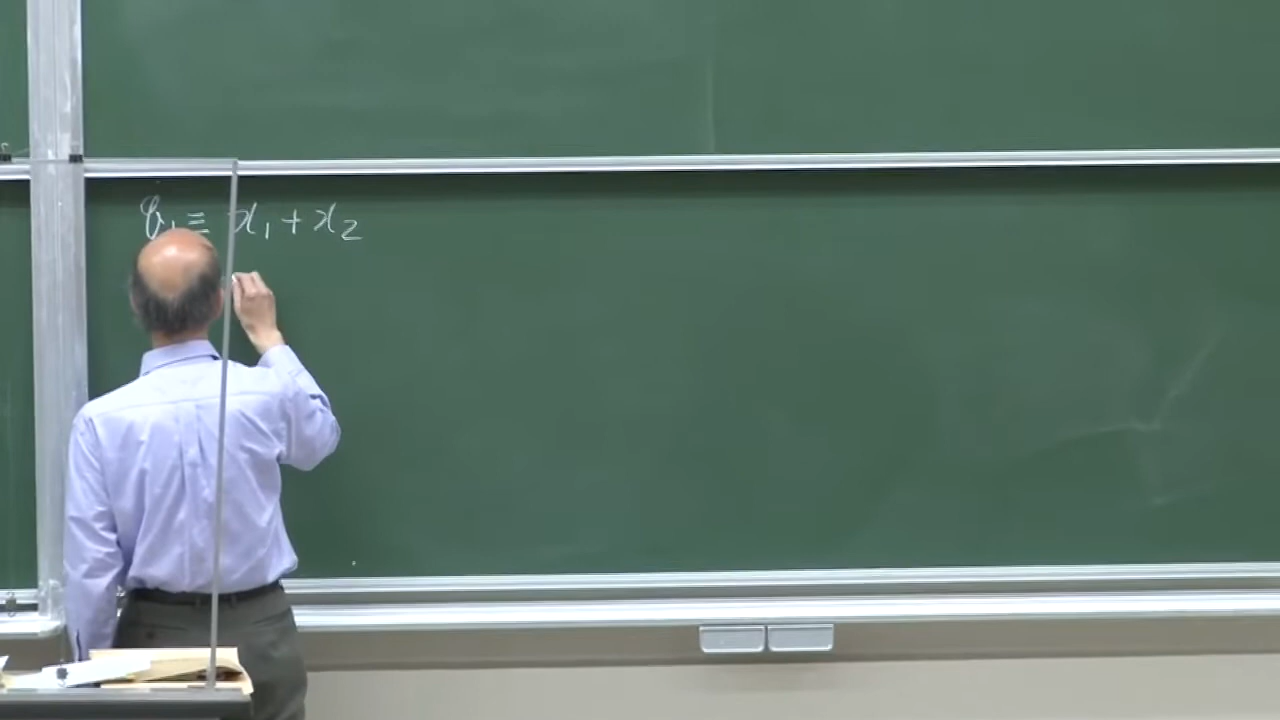 q₁ ≡ x₁ + x₂